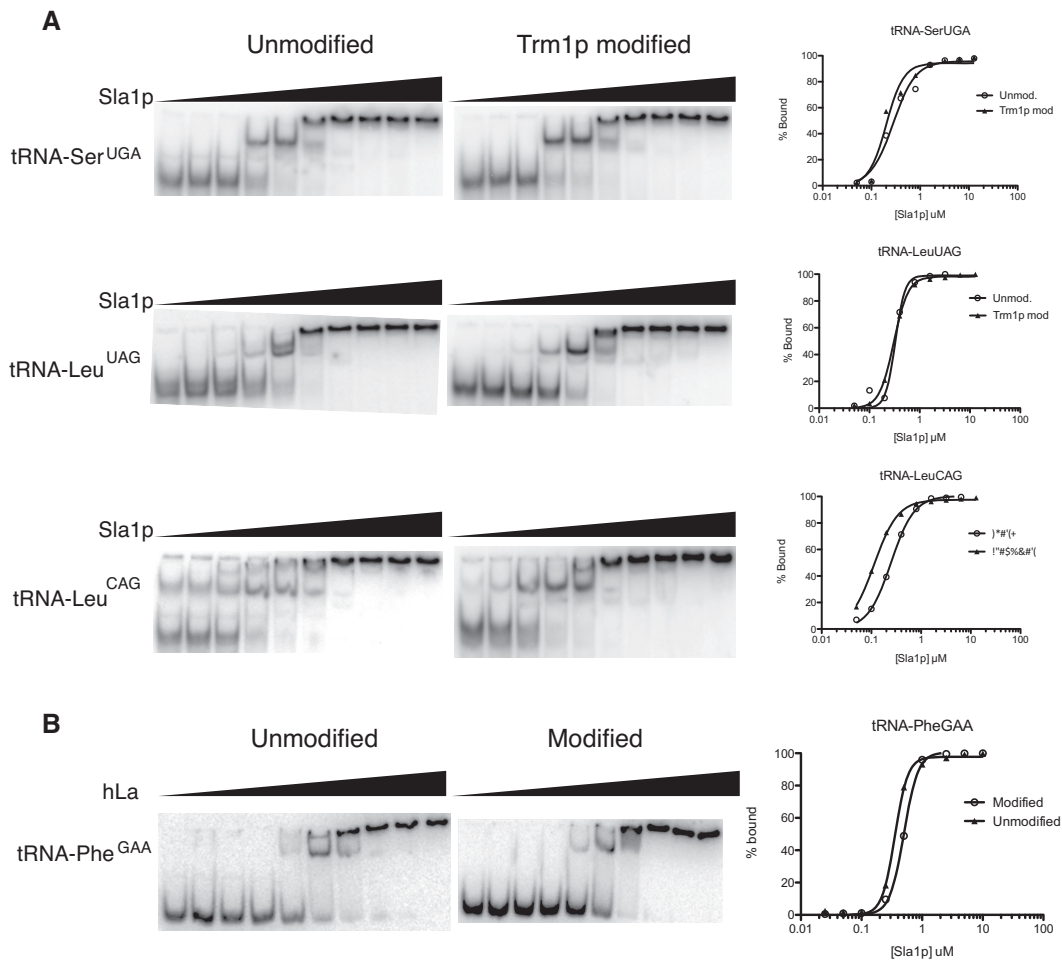 A
Unmodified
Trm1p modified
Sla1p
tRNA-Ser UGA
tRNA-SerUGA
% Bound
100
80
60
40
20
0
0.01 0.1 1 10 100
[Sla1p] uM
Unmod.
Trm1p mod
Sla1p
tRNA-Leu UAG
tRNA-LeuUAG
% Bound
100
80
60
40
20
0
0.01 0.1 1 10 100
[Sla1p] µM
Unmod.
Trm1p mod
Sla1p
tRNA-Leu CAG
tRNA-LeuCAG
% Bound
100
80
60
40
20
0
0.01 0.1 1 10 100
[Sla1p] µM
)*#'(+
!"#$%&#'(
B
Unmodified
Modified
hLa
tRNA-Phe GAA
tRNA-PheGAA
% bound
100
80
60
40
20
0
0.01 0.1 1 10 100
[Sla1p] uM
Modified
Unmodified